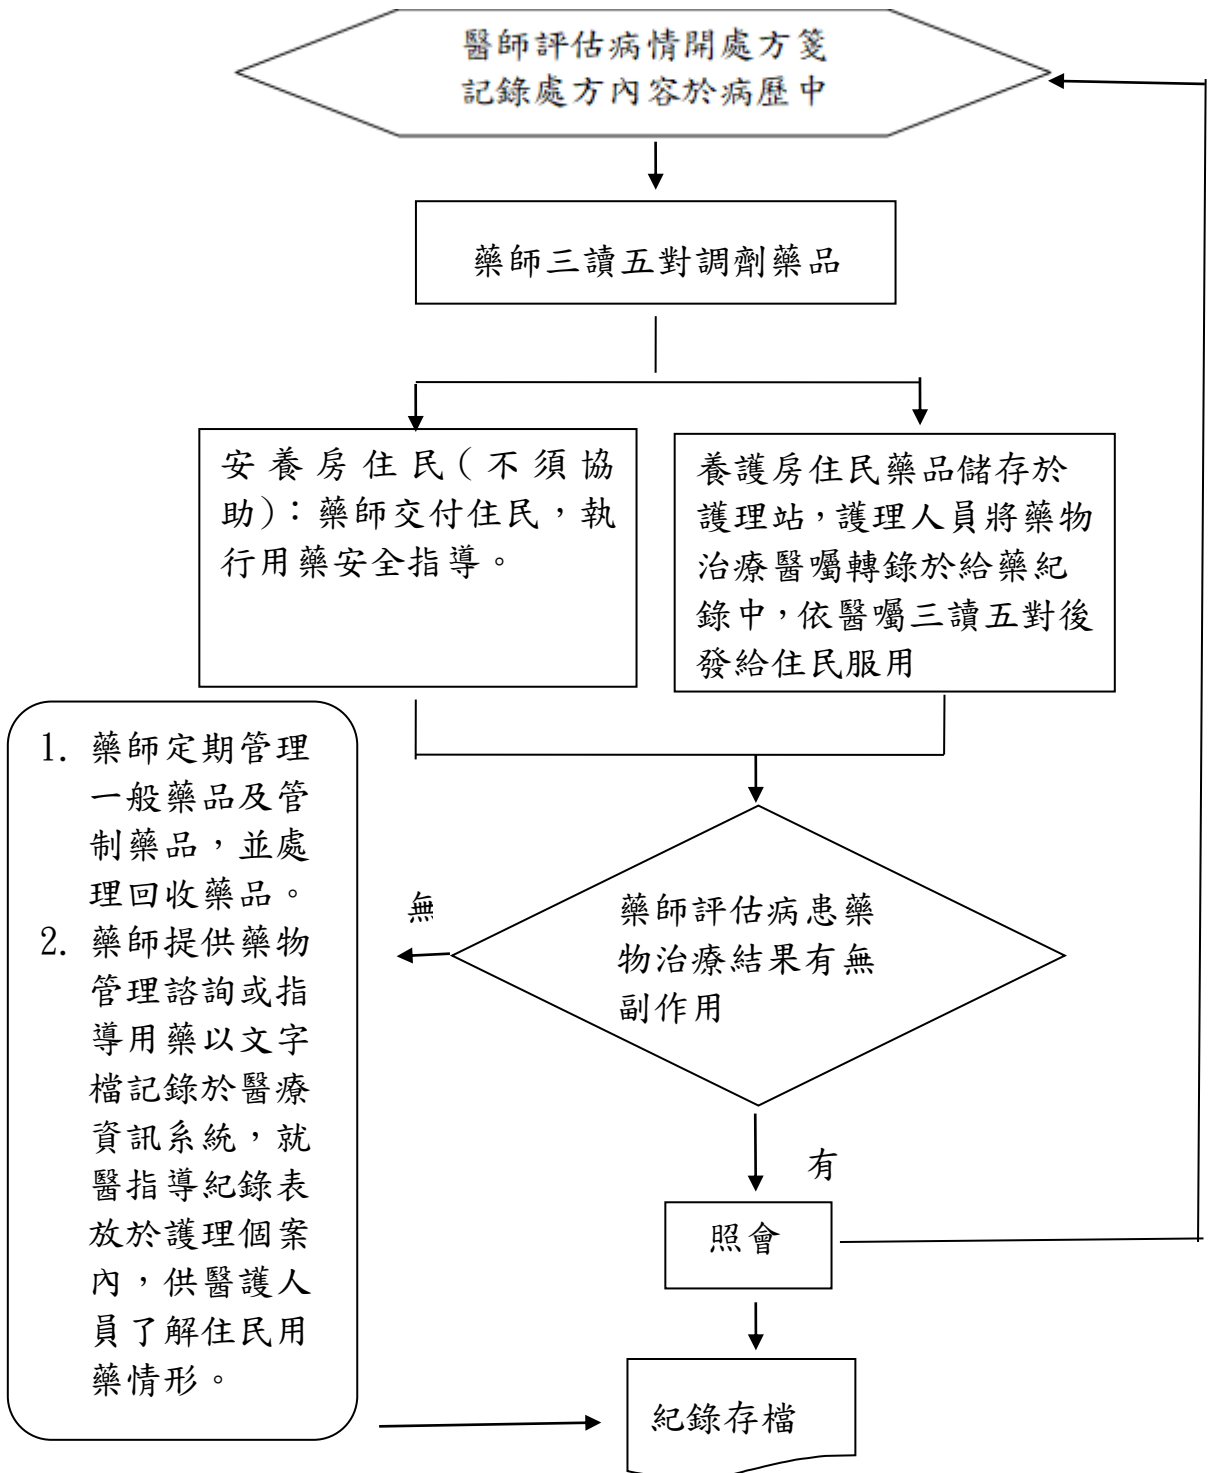 醫師評估病情開處方箋
記錄處方內容於病歷中
藥師三讀五對調劑藥品
安養房住民(不須協
助)：藥師交付住民，執
行用藥安全指導。
養護房住民藥品儲存於
護理站，護理人員將藥物
治療醫囑轉錄於給藥紀
錄中，依醫囑三讀五對後
發給住民服用
藥師評估病患藥
物治療結果有無
副作用
無
1. 藥師定期管理
一般藥品及管
制藥品，並處
理回收藥品。
2. 藥師提供藥物
管理諮詢或指
導用藥以文字
檔記錄於醫療
資訊系統，就
醫指導紀錄表
放於護理個案
內，供醫護人
員了解住民用
藥情形。
有
照會
紀錄存檔